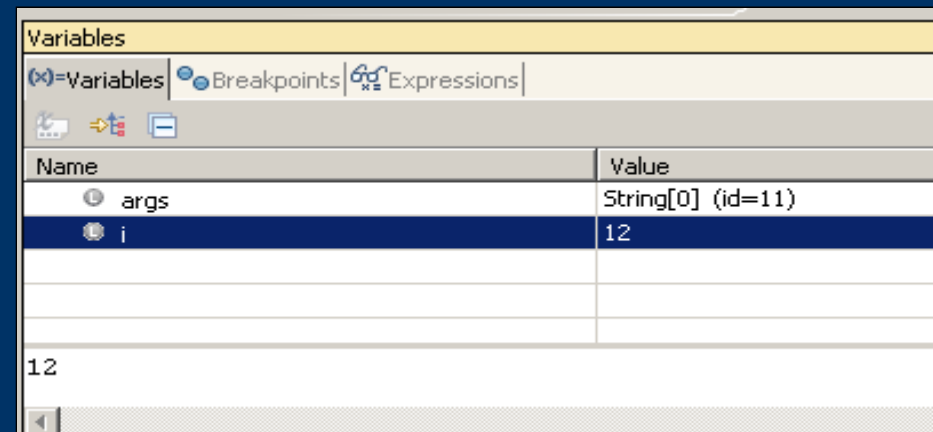 Variables
(x)=Variables Breakpoints Expressions
Name Value
args String[0] (id=11)
i 12
12